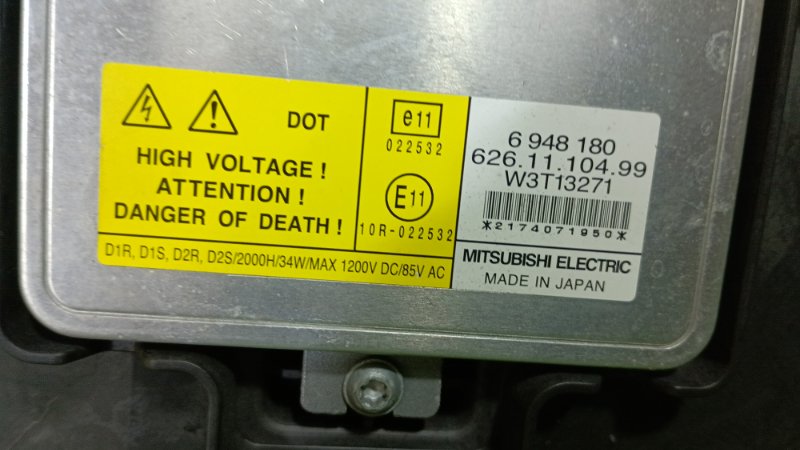 DOT
HIGH VOLTAGE !
ATTENTION !
DANGER OF DEATH !
D1R, D1S, D2R, D2S/2000H/34W/MAX 1200V DC/85V AC
e11
022532
E11
10R-022532
6 948 180
626.11.104.99
W3T13271
*2174071950*
MITSUBISHI ELECTRIC
MADE IN JAPAN